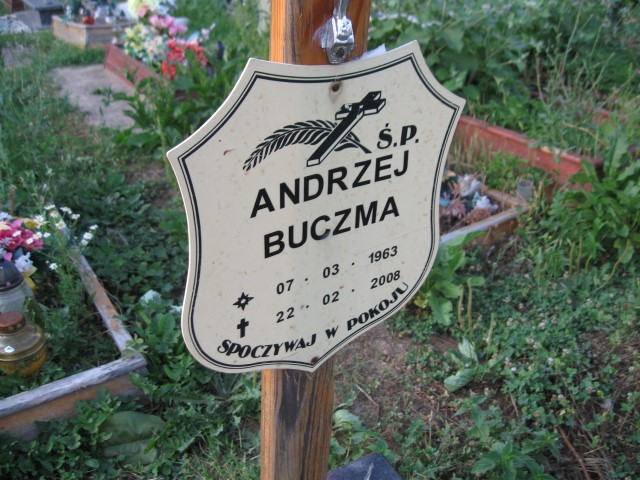 Ś.P.
ANDRZEJ
BUCZMA
07 · 03 · 1963
22 · 02 · 2008
SPOCZYWAJ W POKOJU